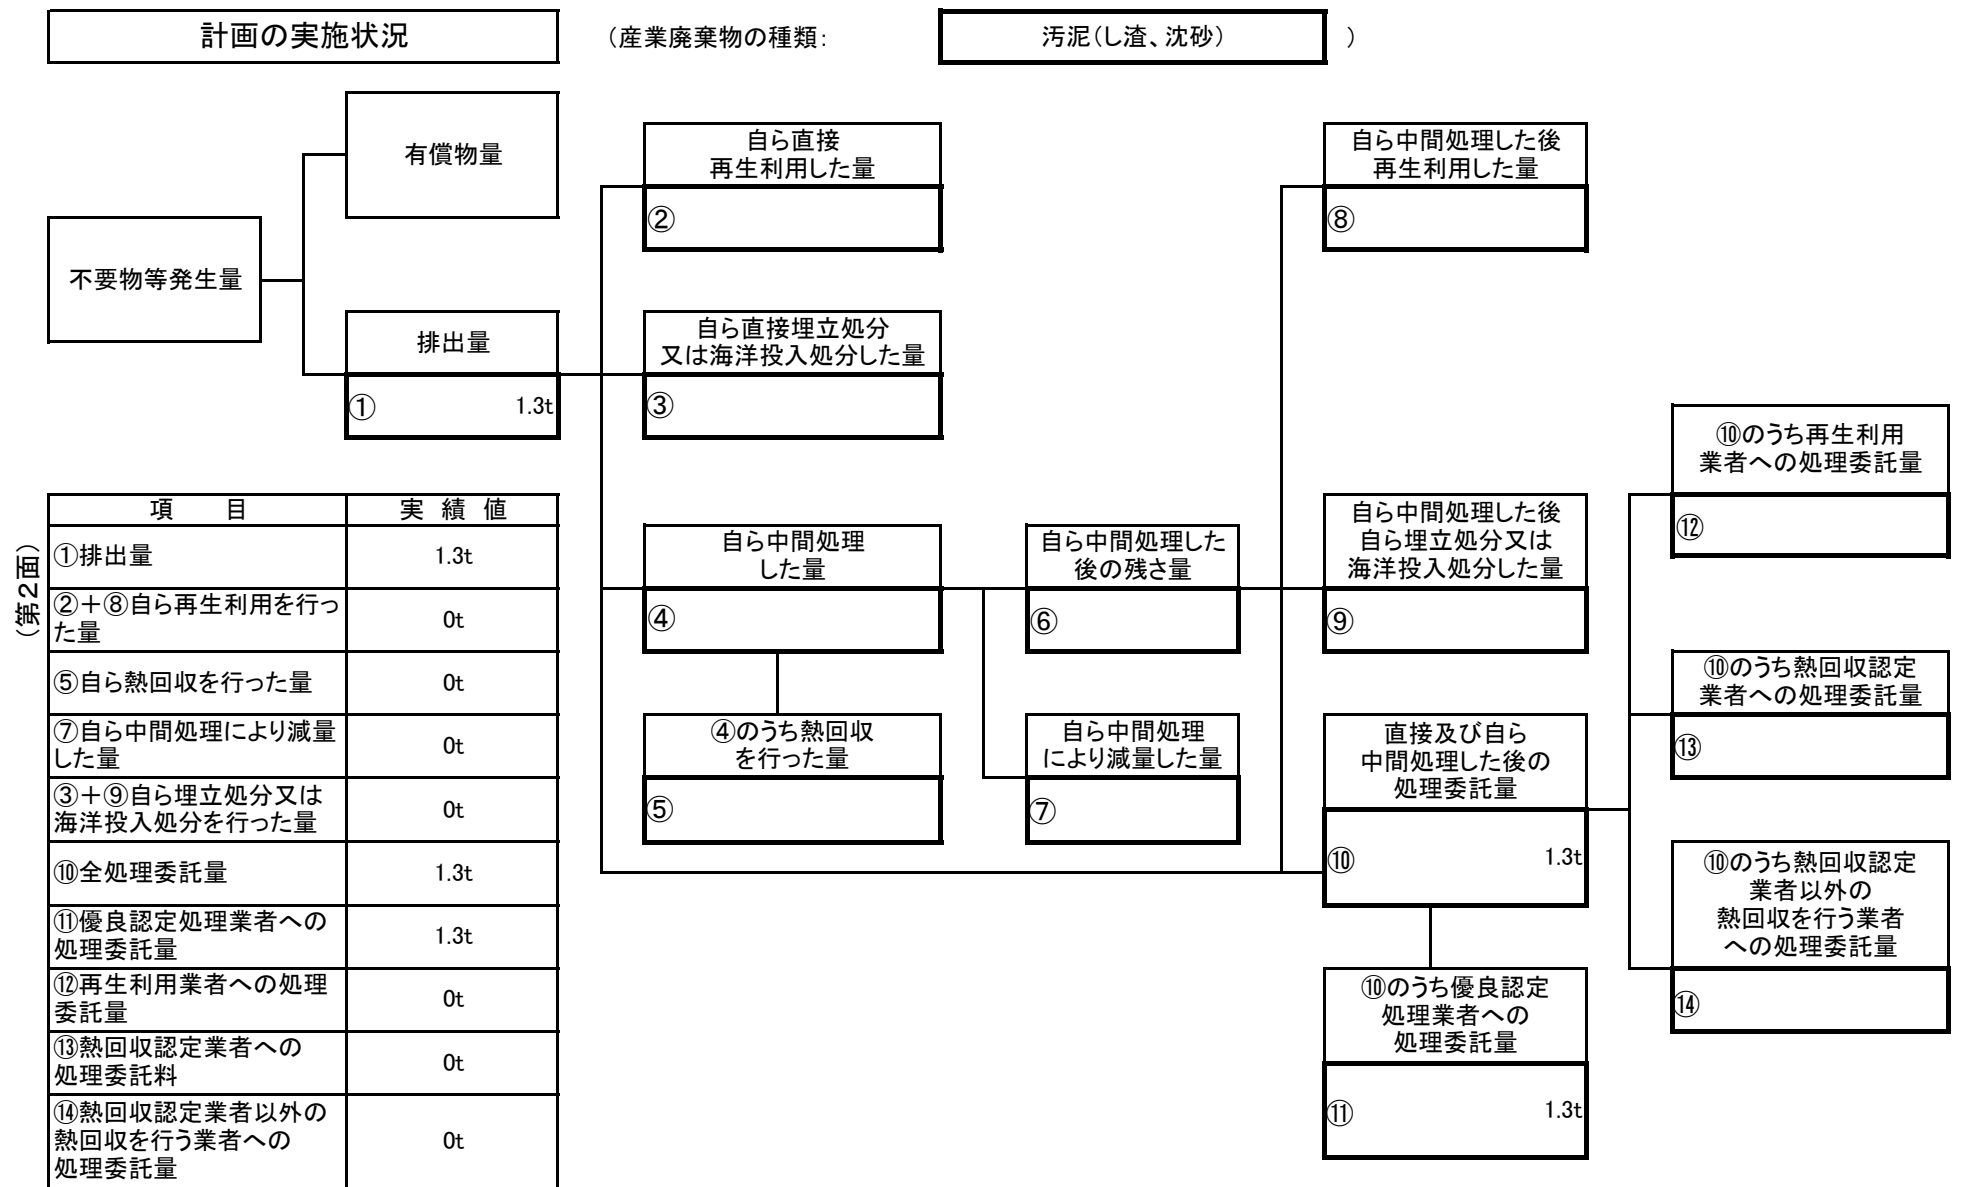 計画の実施状況
（産業廃棄物の種類：
汚泥（し渣、沈砂）
）
有償物量
不要物等発生量
排出量
① 1.3t
自ら直接
再生利用した量
②
自ら直接埋立処分
又は海洋投入処分した量
③
自ら中間処理
した量
④
④のうち熱回収
を行った量
⑤
自ら中間処理した
後の残さ量
⑥
自ら中間処理
により減量した量
⑦
自ら中間処理した後
再生利用した量
⑧
自ら中間処理した後
自ら埋立処分又は
海洋投入処分した量
⑨
直接及び自ら
中間処理した後の
処理委託量
⑩ 1.3t
⑩のうち優良認定
処理業者への
処理委託量
⑪ 1.3t
⑩のうち再生利用
業者への処理委託量
⑫
⑩のうち熱回収認定
業者への処理委託量
⑬
⑩のうち熱回収認定
業者以外の
熱回収を行う業者
への処理委託量
⑭
（第２面）
項　目 実 績 値
①排出量 1.3t
②＋⑧自ら再生利用を行っ
た量 0t
⑤自ら熱回収を行った量 0t
⑦自ら中間処理により減量
した量 0t
③＋⑨自ら埋立処分又は
海洋投入処分を行った量 0t
⑩全処理委託量 1.3t
⑪優良認定処理業者への
処理委託量 1.3t
⑫再生利用業者への処理
委託量 0t
⑬熱回収認定業者への
処理委託料 0t
⑭熱回収認定業者以外の
熱回収を行う業者への
処理委託量 0t